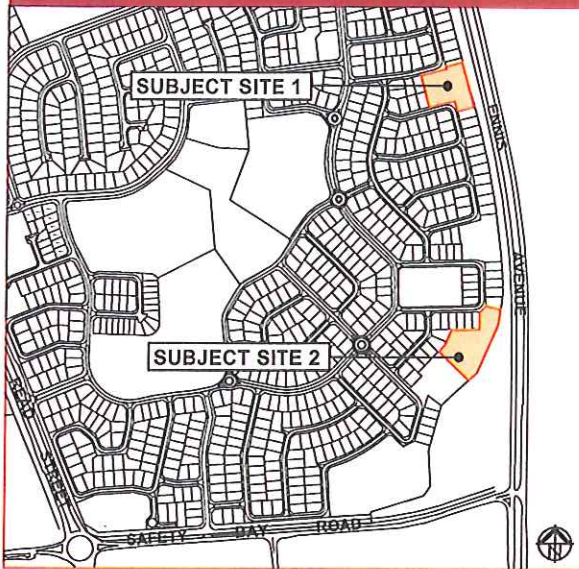 SUBJECT SITE 1
ENNIS
AVENUE
SUBJECT SITE 2
READ
STREET
SAFETY BAY ROAD
N